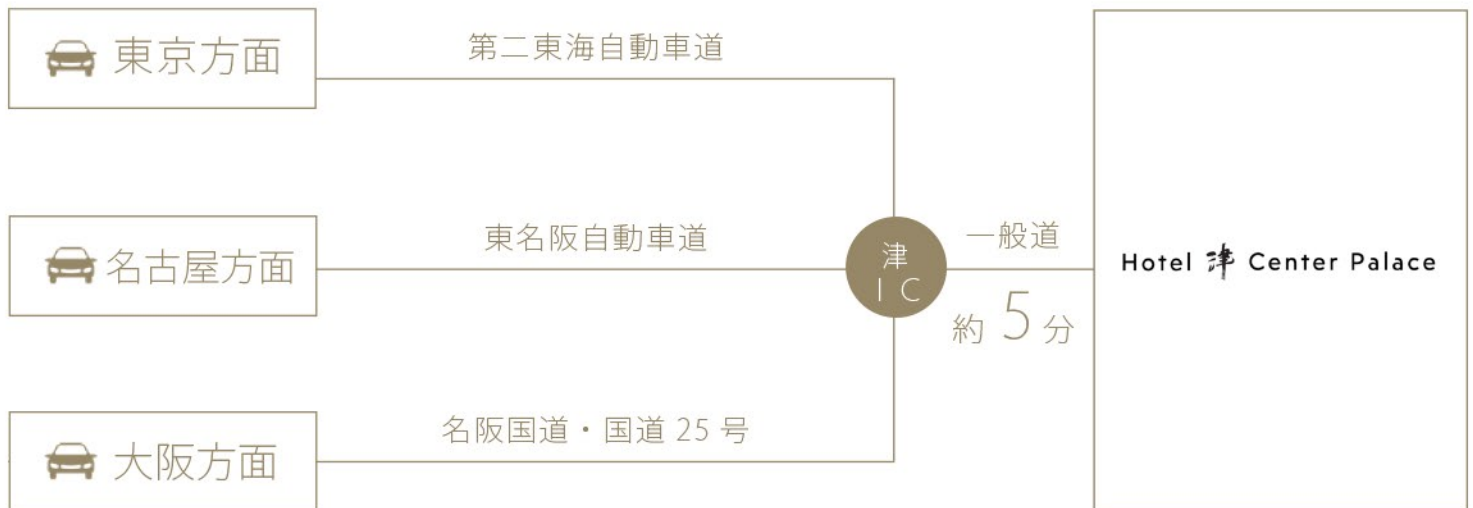 東京方面
第二東海自動車道
名古屋方面
東名阪自動車道
大阪方面
名阪国道・国道 25 号
津
IC
一般道
約 5 分
Hotel 津 Center Palace